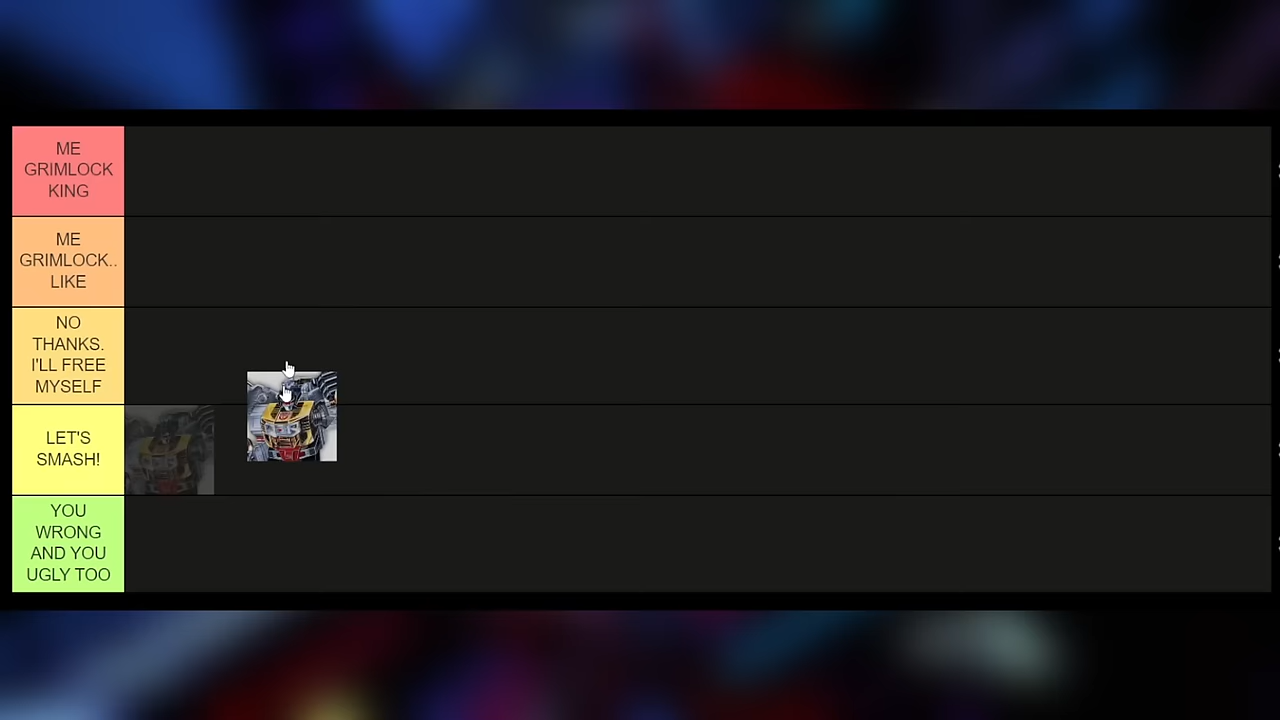 ME
GRIMLOCK
KING
ME
GRIMLOCK..
LIKE
NO
THANKS.
I'LL FREE
MYSELF
LET'S
SMASH!
YOU
WRONG
AND YOU
UGLY TOO